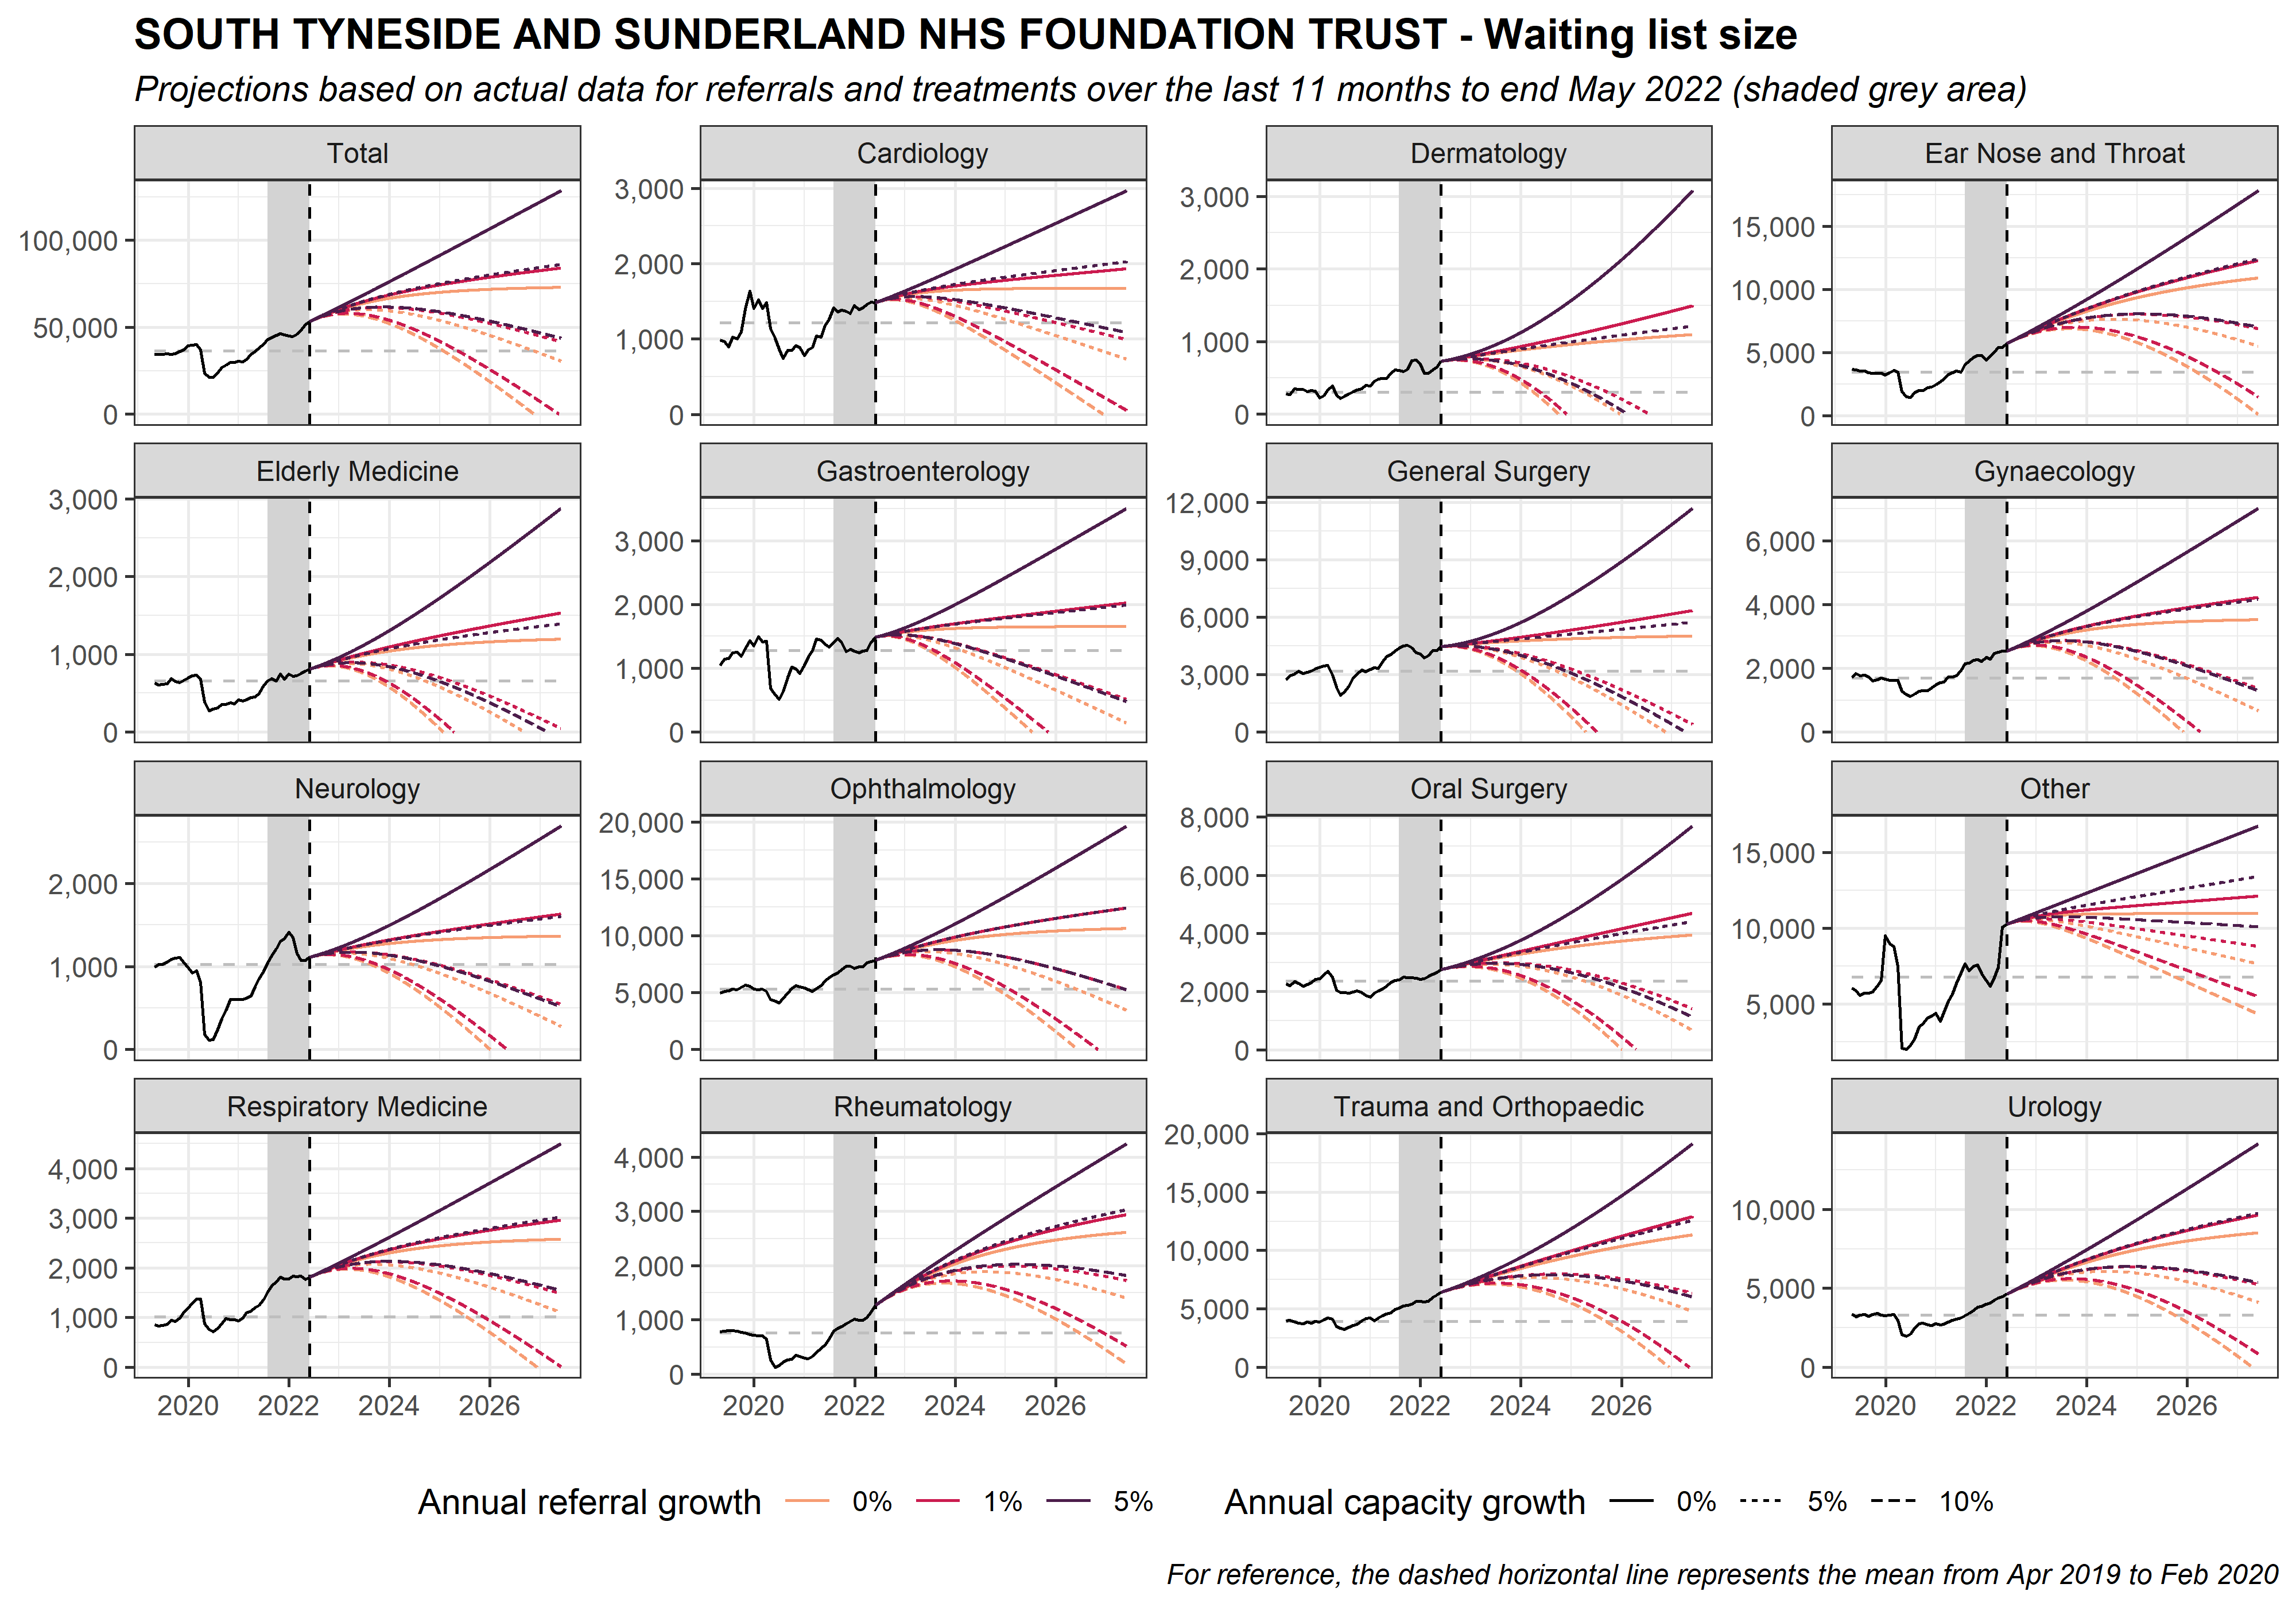 SOUTH TYNESIDE AND SUNDERLAND NHS FOUNDATION TRUST - Waiting list size
Projections based on actual data for referrals and treatments over the last 11 months to end May 2022 (shaded grey area)
Total
Cardiology
Dermatology
Ear Nose and Throat
100,000
50,000
0
3,000
2,000
1,000
0
3,000
2,000
1,000
0
15,000
10,000
5,000
0
Elderly Medicine
Gastroenterology
General Surgery
Gynaecology
3,000
2,000
1,000
0
3,000
2,000
1,000
0
12,000
9,000
6,000
3,000
0
6,000
4,000
2,000
0
Neurology
Ophthalmology
Oral Surgery
Other
2,000
1,000
0
20,000
15,000
10,000
5,000
0
8,000
6,000
4,000
2,000
0
15,000
10,000
5,000
Respiratory Medicine
Rheumatology
Trauma and Orthopaedic
Urology
4,000
3,000
2,000
1,000
0
4,000
3,000
2,000
1,000
0
20,000
15,000
10,000
5,000
0
10,000
5,000
0
2020 2022 2024 2026
2020 2022 2024 2026
2020 2022 2024 2026
2020 2022 2024 2026
Annual referral growth 0% 1% 5%
Annual capacity growth 0% 5% 10%
For reference, the dashed horizontal line represents the mean from Apr 2019 to Feb 2020